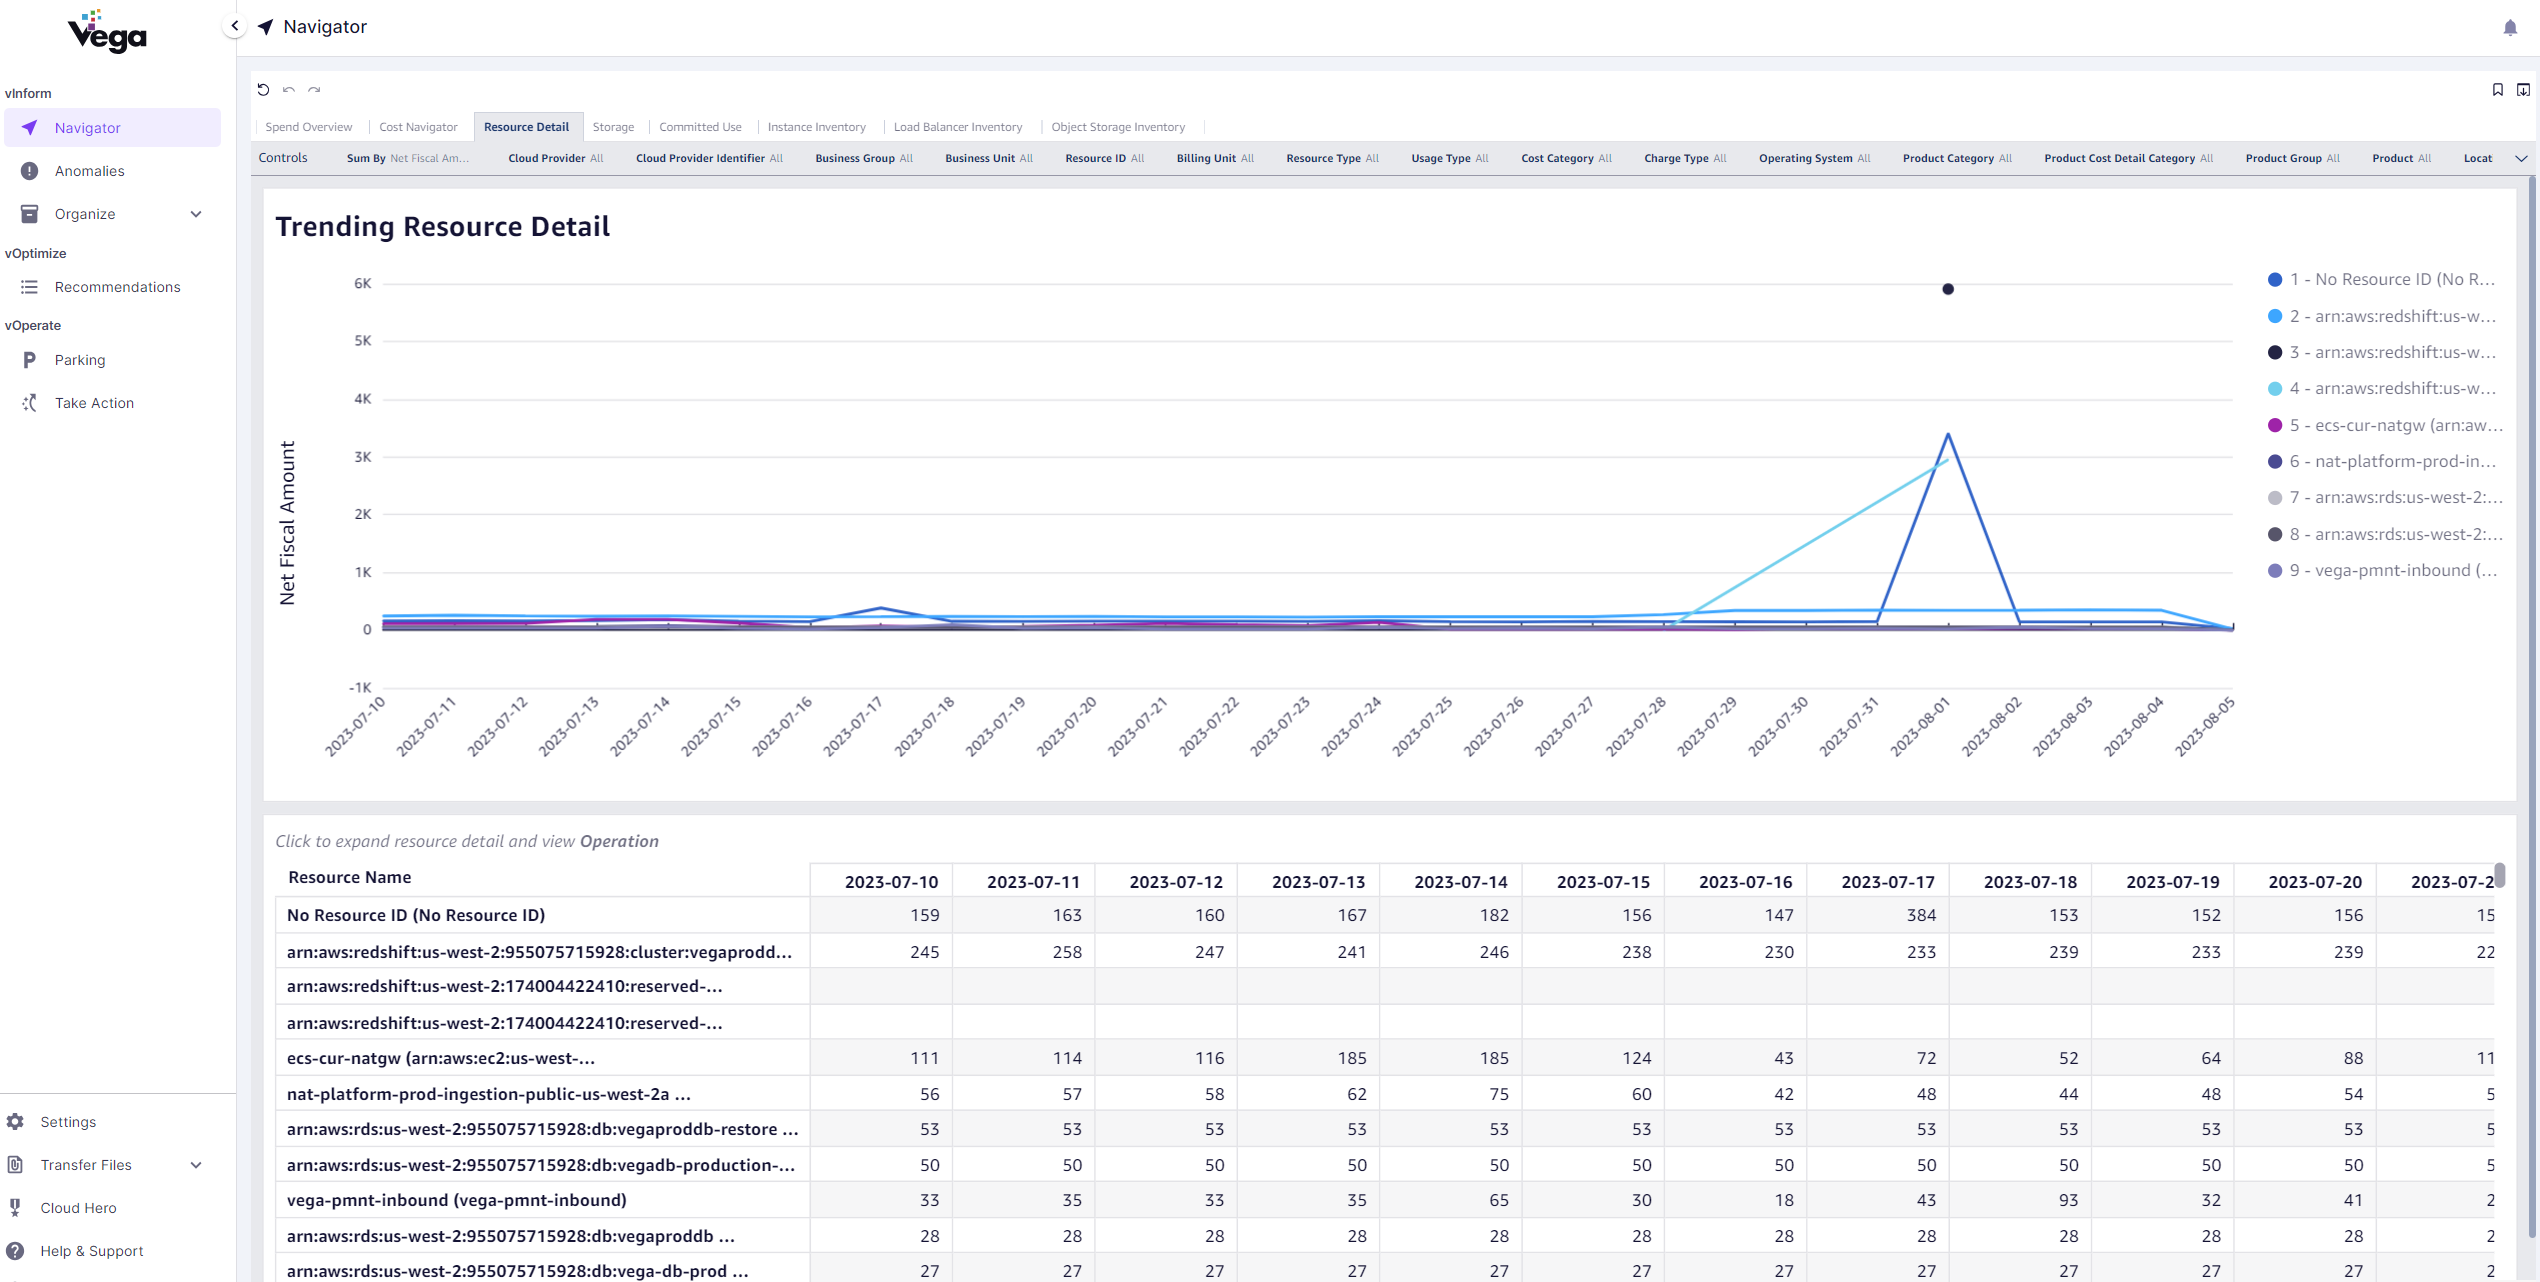 Vega
Navigator
vInform
Navigator
Anomalies
Organize
vOptimize
Recommendations
vOperate
Parking
Take Action
Settings
Transfer Files
Cloud Hero
Help & Support
Spend Overview Cost Navigator Resource Detail Storage Committed Use Instance Inventory Load Balancer Inventory Object Storage Inventory
Controls Sum By Net Fiscal Am... Cloud Provider All Cloud Provider Identifier All Business Group All Business Unit All Resource ID All Billing Unit All Resource Type All Usage Type All Cost Category All Charge Type All Operating System All Product Category All Product Cost Detail Category All Product Group All Product All Locat
Trending Resource Detail
Net Fiscal Amount
6K
5K
4K
3K
2K
1K
0
-1K
2023-07-10 2023-07-11 2023-07-12 2023-07-13 2023-07-14 2023-07-15 2023-07-16 2023-07-17 2023-07-18 2023-07-19 2023-07-20 2023-07-21 2023-07-22 2023-07-23 2023-07-24 2023-07-25 2023-07-26 2023-07-27 2023-07-28 2023-07-29 2023-07-30 2023-07-31 2023-08-01 2023-08-02 2023-08-03 2023-08-04 2023-08-05
1 - No Resource ID (No R...
2 - arn:aws:redshift:us-w...
3 - arn:aws:redshift:us-w...
4 - arn:aws:redshift:us-w...
5 - ecs-cur-natgw (arn:aw...
6 - nat-platform-prod-in...
7 - arn:aws:rds:us-west-2:...
8 - arn:aws:rds:us-west-2:...
9 - vega-pmnt-inbound (...
Click to expand resource detail and view Operation
Resource Name 2023-07-10 2023-07-11 2023-07-12 2023-07-13 2023-07-14 2023-07-15 2023-07-16 2023-07-17 2023-07-18 2023-07-19 2023-07-20 2023-07-2
No Resource ID (No Resource ID) 159 163 160 167 182 156 147 384 153 152 156 15
arn:aws:redshift:us-west-2:955075715928:cluster:vegaprodd... 245 258 247 241 246 238 230 233 239 233 239 22
arn:aws:redshift:us-west-2:174004422410:reserved-...
arn:aws:redshift:us-west-2:174004422410:reserved-...
ecs-cur-natgw (arn:aws:ec2:us-west-... 111 114 116 185 185 124 43 72 52 64 88 11
nat-platform-prod-ingestion-public-us-west-2a ... 56 57 58 62 75 60 42 48 44 48 54 5
arn:aws:rds:us-west-2:955075715928:db:vegaproddb-restore ... 53 53 53 53 53 53 53 53 53 53 53 5
arn:aws:rds:us-west-2:955075715928:db:vegadb-production-... 50 50 50 50 50 50 50 50 50 50 50 5
vega-pmnt-inbound (vega-pmnt-inbound) 33 35 33 35 65 30 18 43 93 32 41 2
arn:aws:rds:us-west-2:955075715928:db:vegaproddb ... 28 28 28 28 28 28 28 28 28 28 28 2
arn:aws:rds:us-west-2:955075715928:db:vega-db-prod ... 27 27 27 27 27 27 27 27 27 27 27 2